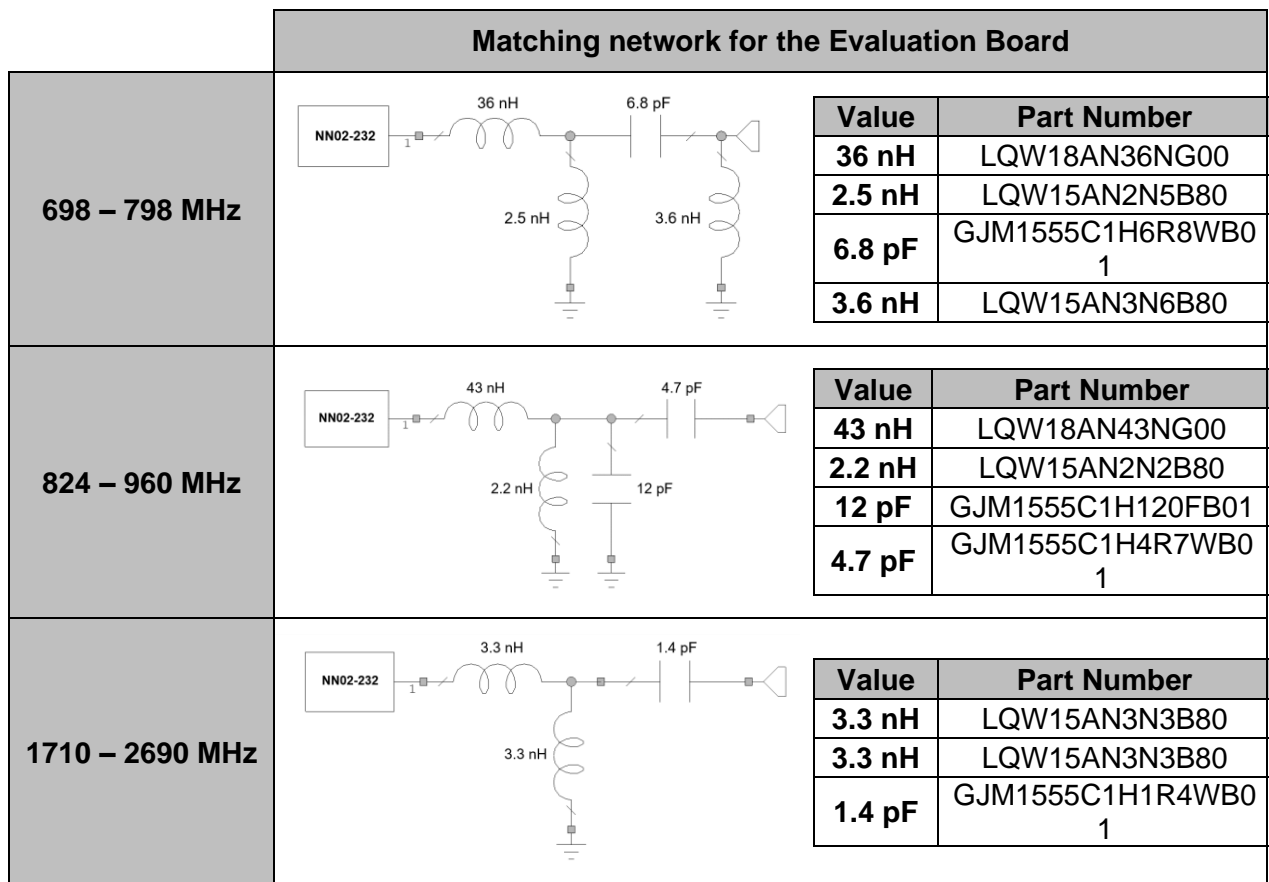 Matching network for the Evaluation Board
698 – 798 MHz
36 nH
6.8 pF
NN02-232
1
2.5 nH
3.6 nH
Value Part Number
36 nH LQW18AN36NG00
2.5 nH LQW15AN2N5B80
6.8 pF GJM1555C1H6R8WB0
1
3.6 nH LQW15AN3N6B80
824 – 960 MHz
43 nH
4.7 pF
NN02-232
1
2.2 nH
12 pF
Value Part Number
43 nH LQW18AN43NG00
2.2 nH LQW15AN2N2B80
12 pF GJM1555C1H120FB01
4.7 pF GJM1555C1H4R7WB0
1
1710 – 2690 MHz
3.3 nH
1.4 pF
NN02-232
1
3.3 nH
Value Part Number
3.3 nH LQW15AN3N3B80
3.3 nH LQW15AN3N3B80
1.4 pF GJM1555C1H1R4WB0
1